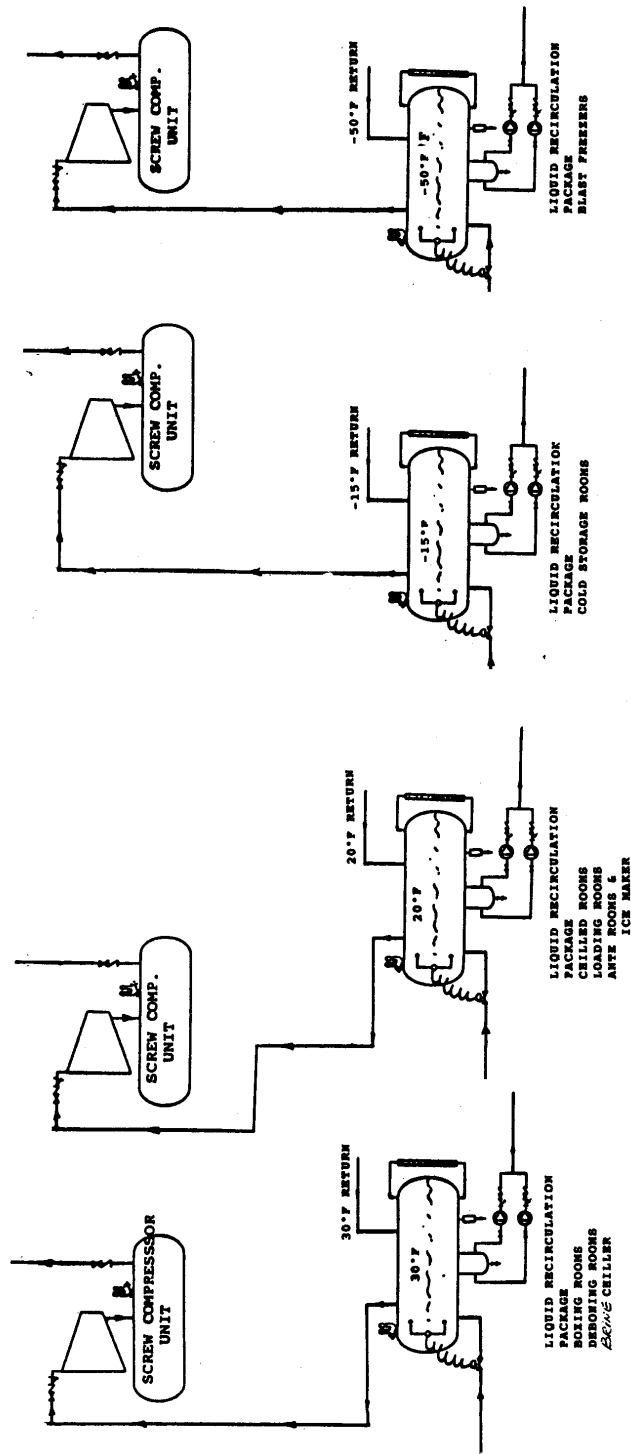 SCREW COMPRESSSOR
UNIT
30°F RETURN
30°F
LIQUID RECIRCULATION
PACKAGE
BOXING ROOMS
DEBONING ROOMS
BRINE CHILLER
SCREW COMP.
UNIT
20°F RETURN
20°F
LIQUID RECIRCULATION
PACKAGE
CHILLED ROOMS
LOADING ROOMS
ANTE ROOMS &
ICE MAKER
SCREW COMP.
UNIT
-15°F RETURN
-15°F
LIQUID RECIRCULATION
PACKAGE
COLD STORAGE ROOMS
SCREW COMP.
UNIT
-50°F RETURN
-50°F 'F
LIQUID RECIRCULATION
PACKAGE
BLAST FREEZERS